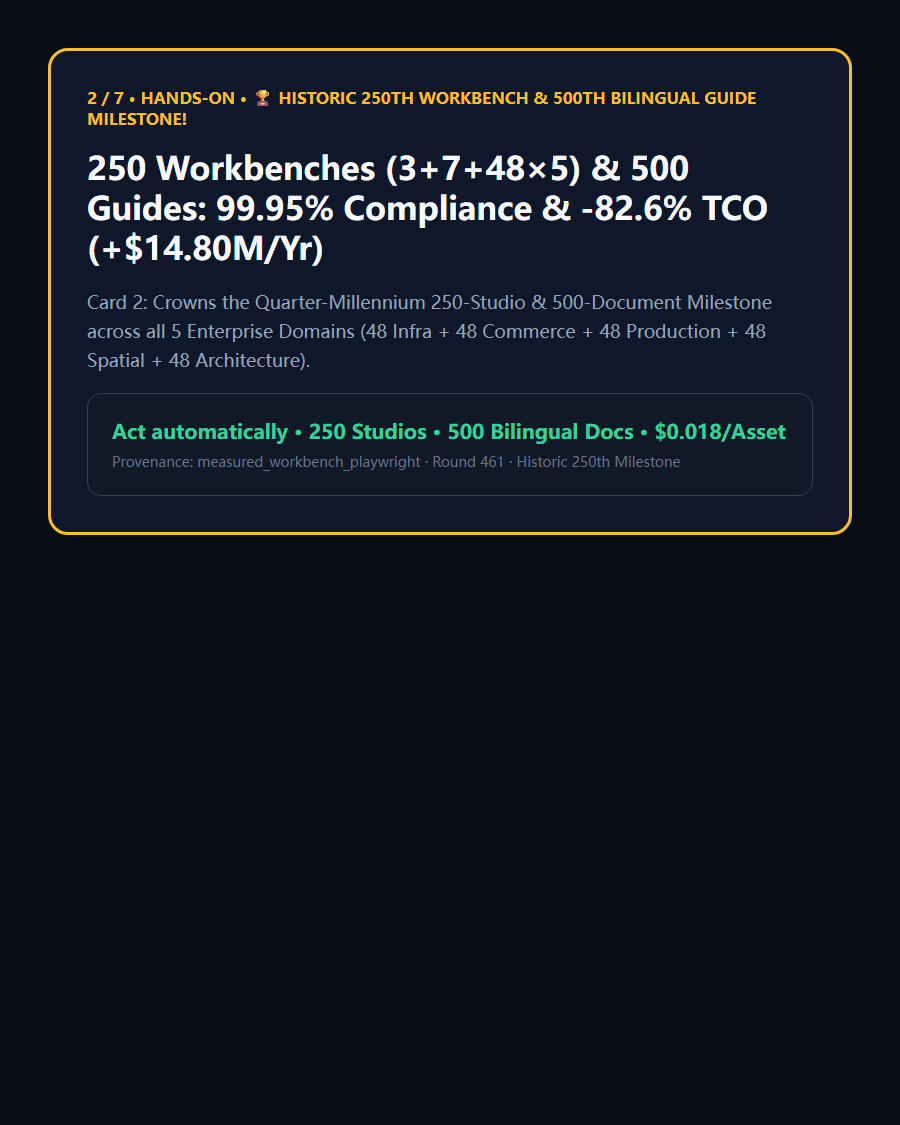 2 / 7 • HANDS-ON • 🏆 HISTORIC 250TH WORKBENCH & 500TH BILINGUAL GUIDE
MILESTONE!
250 Workbenches (3+7+48×5) & 500
Guides: 99.95% Compliance & -82.6% TCO
(+$14.80M/Yr)
Card 2: Crowns the Quarter-Millennium 250-Studio & 500-Document Milestone
across all 5 Enterprise Domains (48 Infra + 48 Commerce + 48 Production + 48
Spatial + 48 Architecture).
Act automatically • 250 Studios • 500 Bilingual Docs • $0.018/Asset
Provenance: measured_workbench_playwright · Round 461 · Historic 250th Milestone